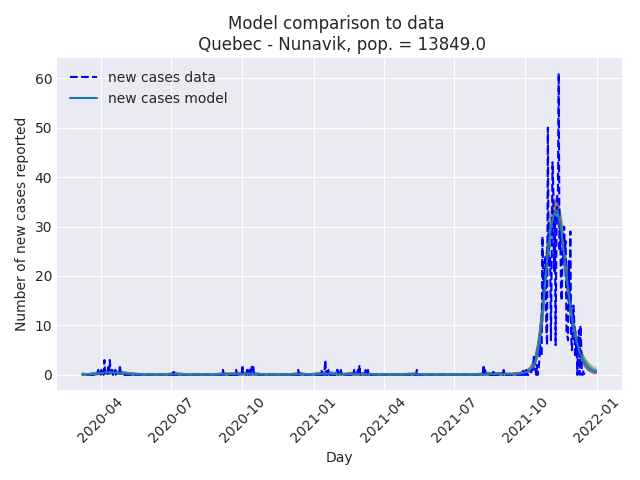 Model comparison to data
Quebec - Nunavik, pop. = 13849.0
new cases data
new cases model
Number of new cases reported
60
50
40
30
20
10
0
2020-04
2020-07
2020-10
2021-01
2021-04
2021-07
2021-10
2022-01
Day